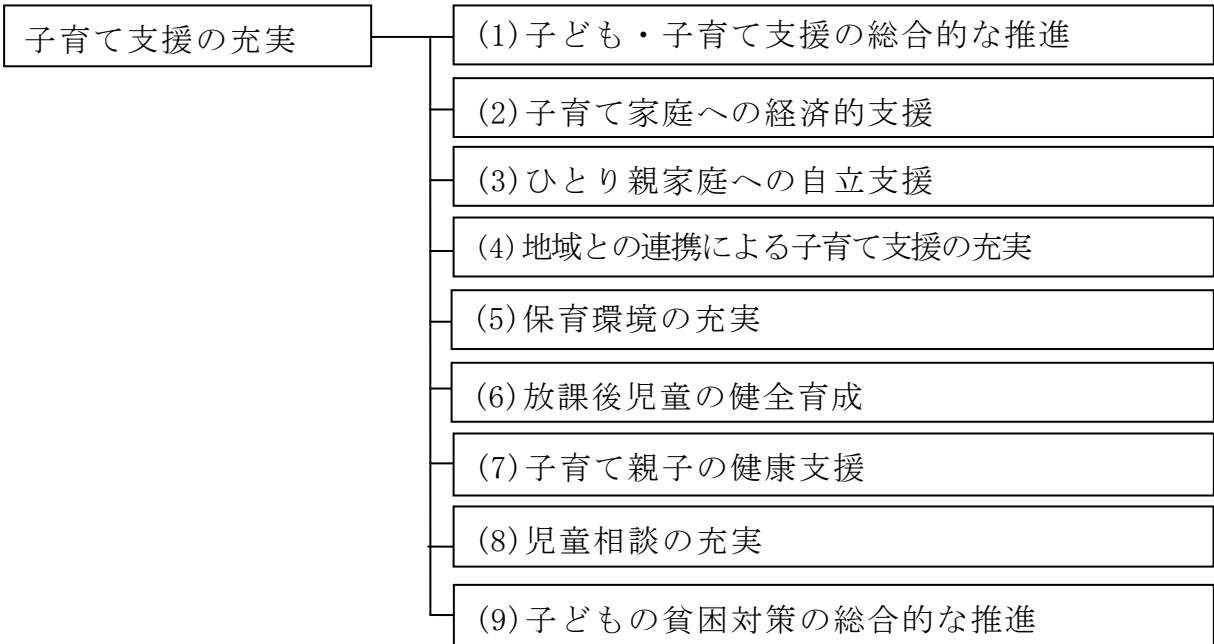 子育て支援の充実
(1)子ども・子育て支援の総合的な推進
(2)子育て家庭への経済的支援
(3)ひとり親家庭への自立支援
(4)地域との連携による子育て支援の充実
(5)保育環境の充実
(6)放課後児童の健全育成
(7)子育て親子の健康支援
(8)児童相談の充実
(9)子どもの貧困対策の総合的な推進